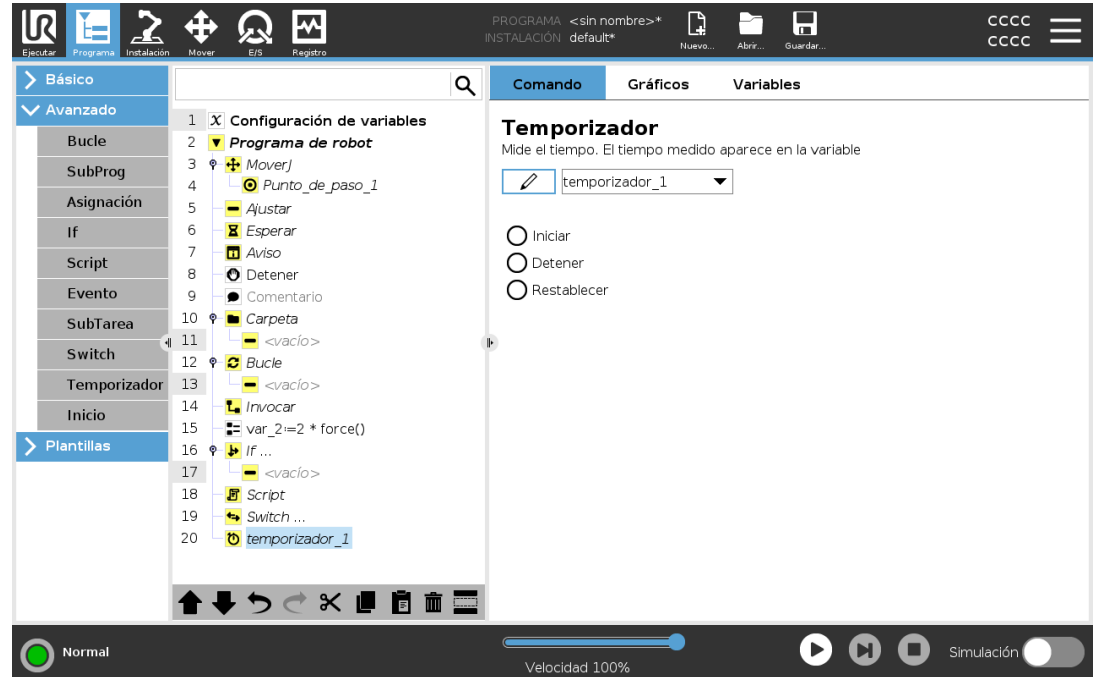 UR
PROGRAMA <sin nombre>*
INSTALACIÓN default*
CCCC
CCCC
Ejecutar Programa Instalación Mover E/S Registro Nuevo... Abrir... Guardar...
Básico
Avanzado
Bucle
SubProg
Asignación
If
Script
Evento
SubTarea
Switch
Temporizador
Inicio
Plantillas
1 X Configuración de variables
2 Programa de robot
3 MoverJ
4 Punto_de_paso_1
5 Ajustar
6 Esperar
7 Aviso
8 Detener
9 Comentario
10 Carpeta
11 <vacío>
12 Bucle
13 <vacío>
14 Invocar
15 var_2:=2 * force()
16 If ...
17 <vacío>
18 Script
19 Switch ...
20 temporizador_1
Comando Gráficos Variables
Temporizador
Mide el tiempo. El tiempo medido aparece en la variable
temporizador_1
Iniciar
Detener
Restablecer
Normal
Velocidad 100%
Simulación